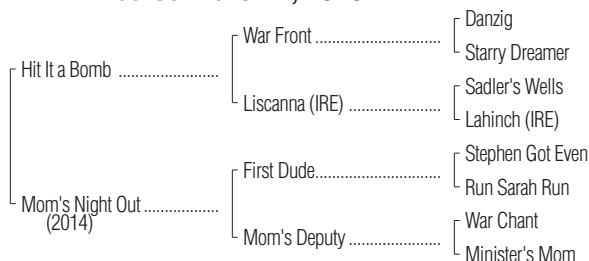 War Front
Danzig
Starry Dreamer
Hit It a Bomb
Liscanna (IRE)
Sadler's Wells
Lahinch (IRE)
First Dude
Stephen Got Even
Run Sarah Run
Mom's Night Out
(2014)
Mom's Deputy
War Chant
Minister's Mom